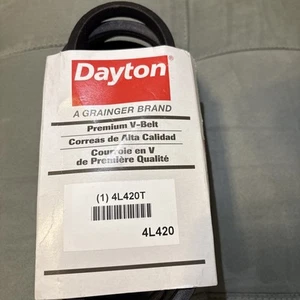 Dayton
A GRAINGER BRAND
Premium V-Belt
Correas de Alta Calidad
Courroie en V
de Première Qualité
(1) 4L420T
4L420